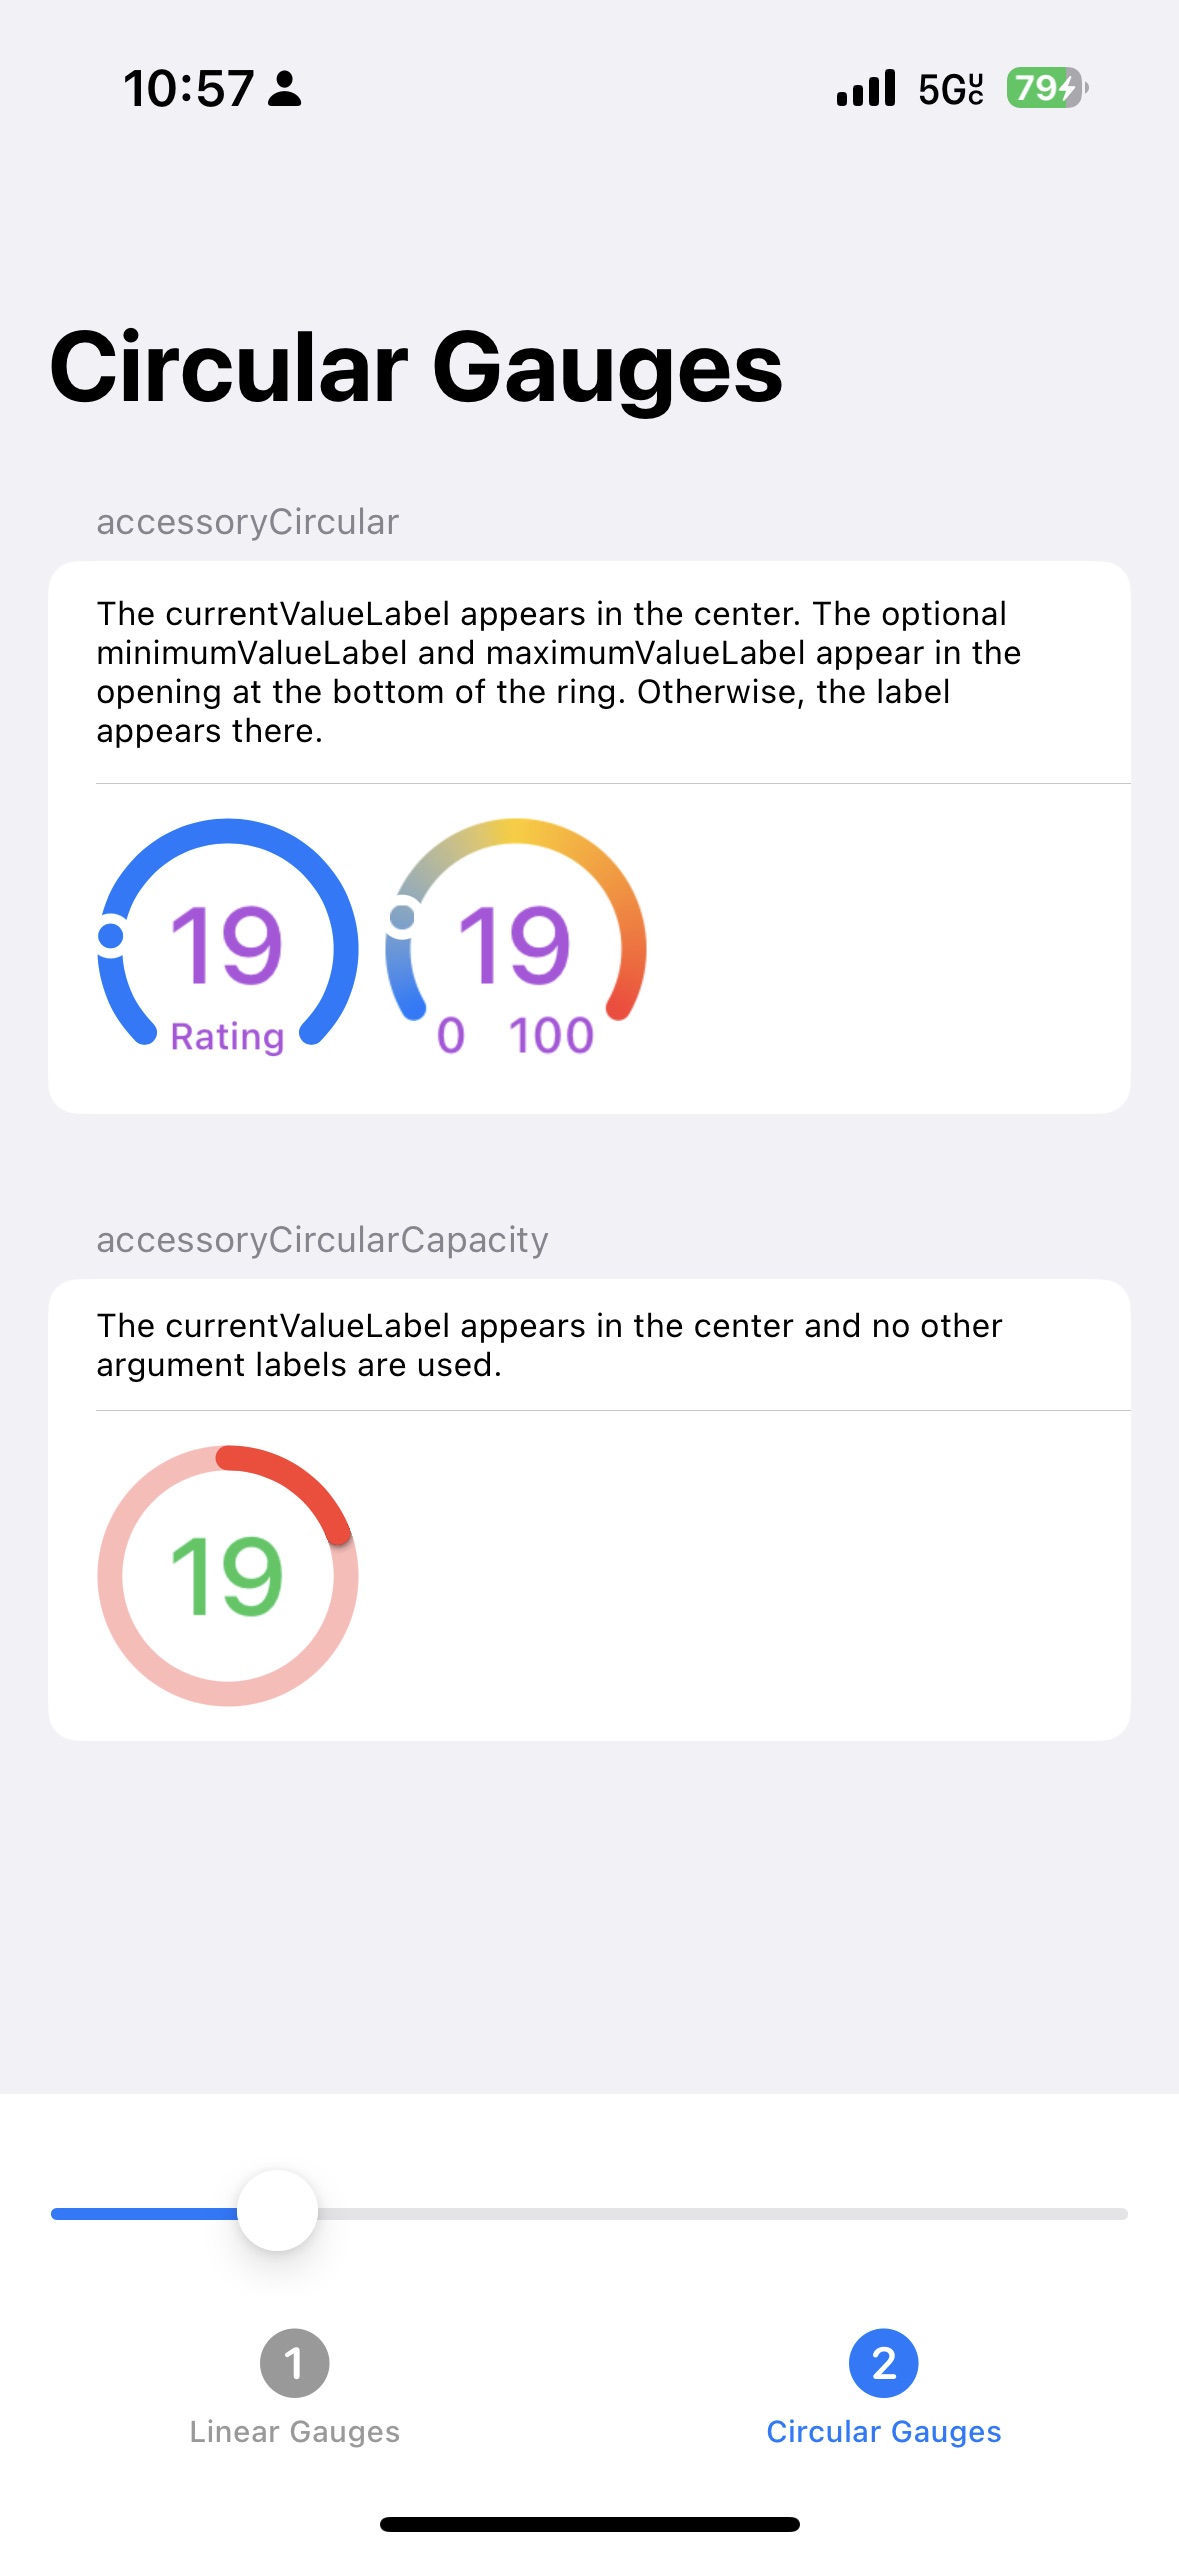 10:57
5GUC
79
Circular Gauges
accessoryCircular
The currentValueLabel appears in the center. The optional
minimumValueLabel and maximumValueLabel appear in the
opening at the bottom of the ring. Otherwise, the label
appears there.
19
Rating
19
0 100
accessoryCircularCapacity
The currentValueLabel appears in the center and no other
argument labels are used.
19
1
Linear Gauges
2
Circular Gauges